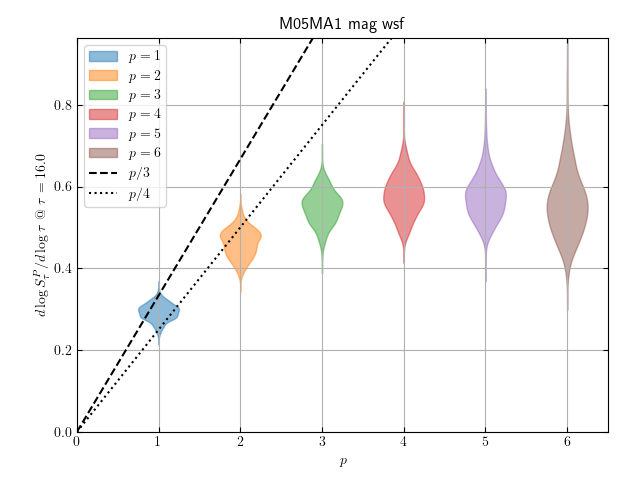 M05MA1 mag wsf
p = 1
p = 2
p = 3
p = 4
p = 5
p = 6
p/3
p/4
0.8
0.6
0.4
0.2
0.0
0 1 2 3 4 5 6
p
d log S_τ^P / d log τ @ τ = 16.0